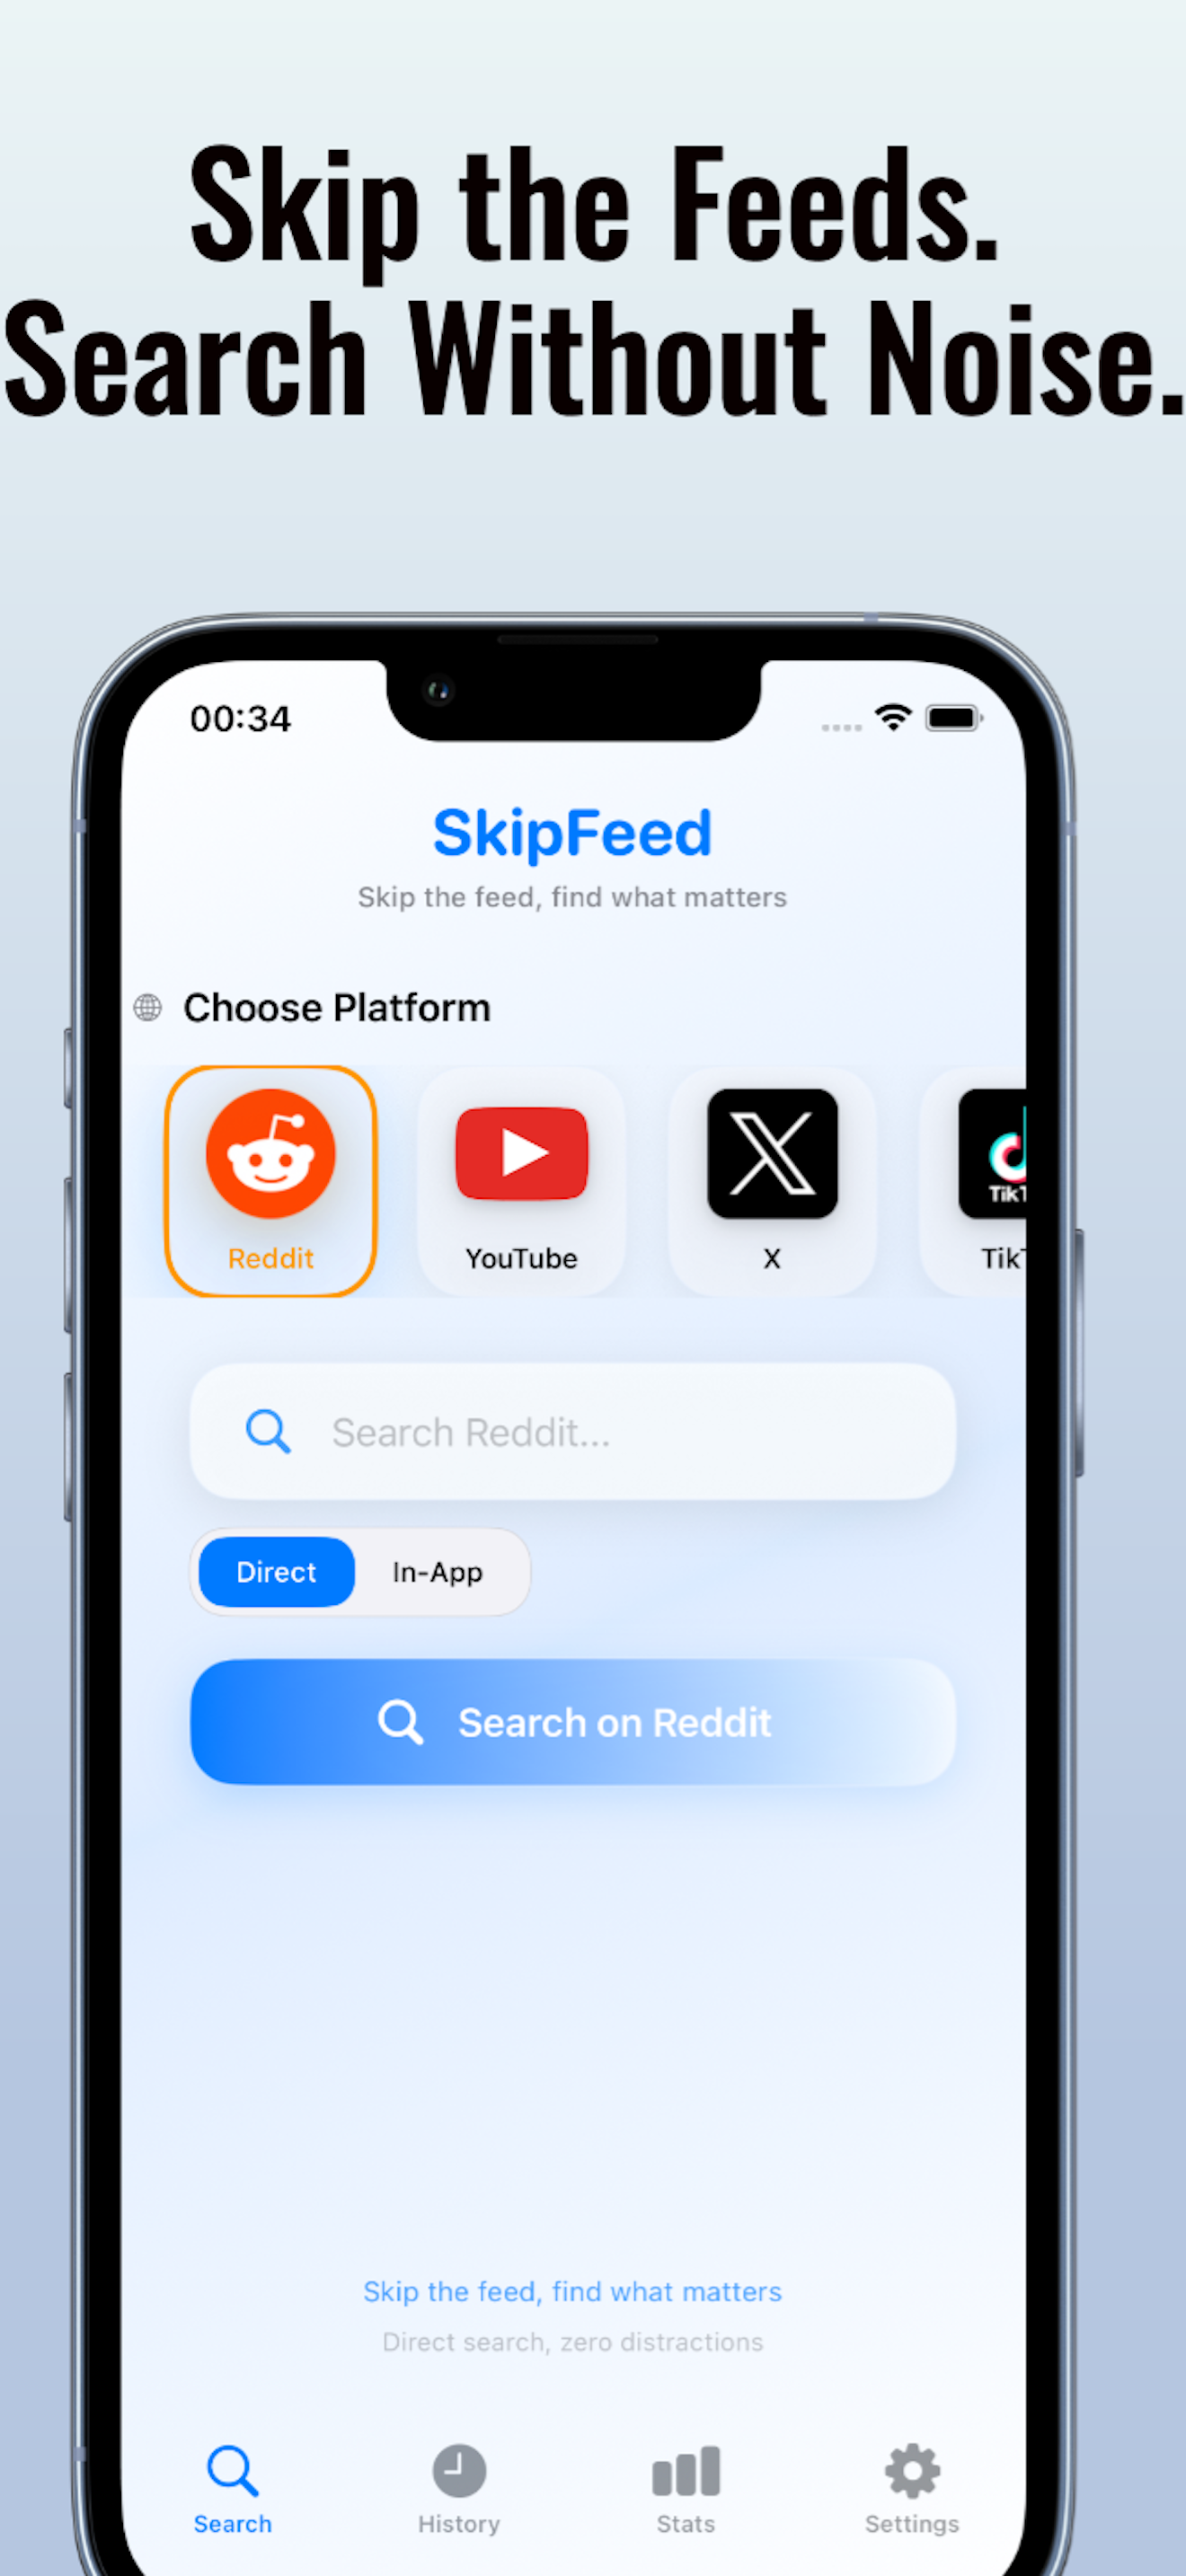 Skip the Feeds.
Search Without Noise.
00:34
SkipFeed
Skip the feed, find what matters
Choose Platform
TikT
Reddit
YouTube
X
TikT
Search Reddit...
Direct
In-App
Search on Reddit
Skip the feed, find what matters
Direct search, zero distractions
Search
History
Stats
Settings